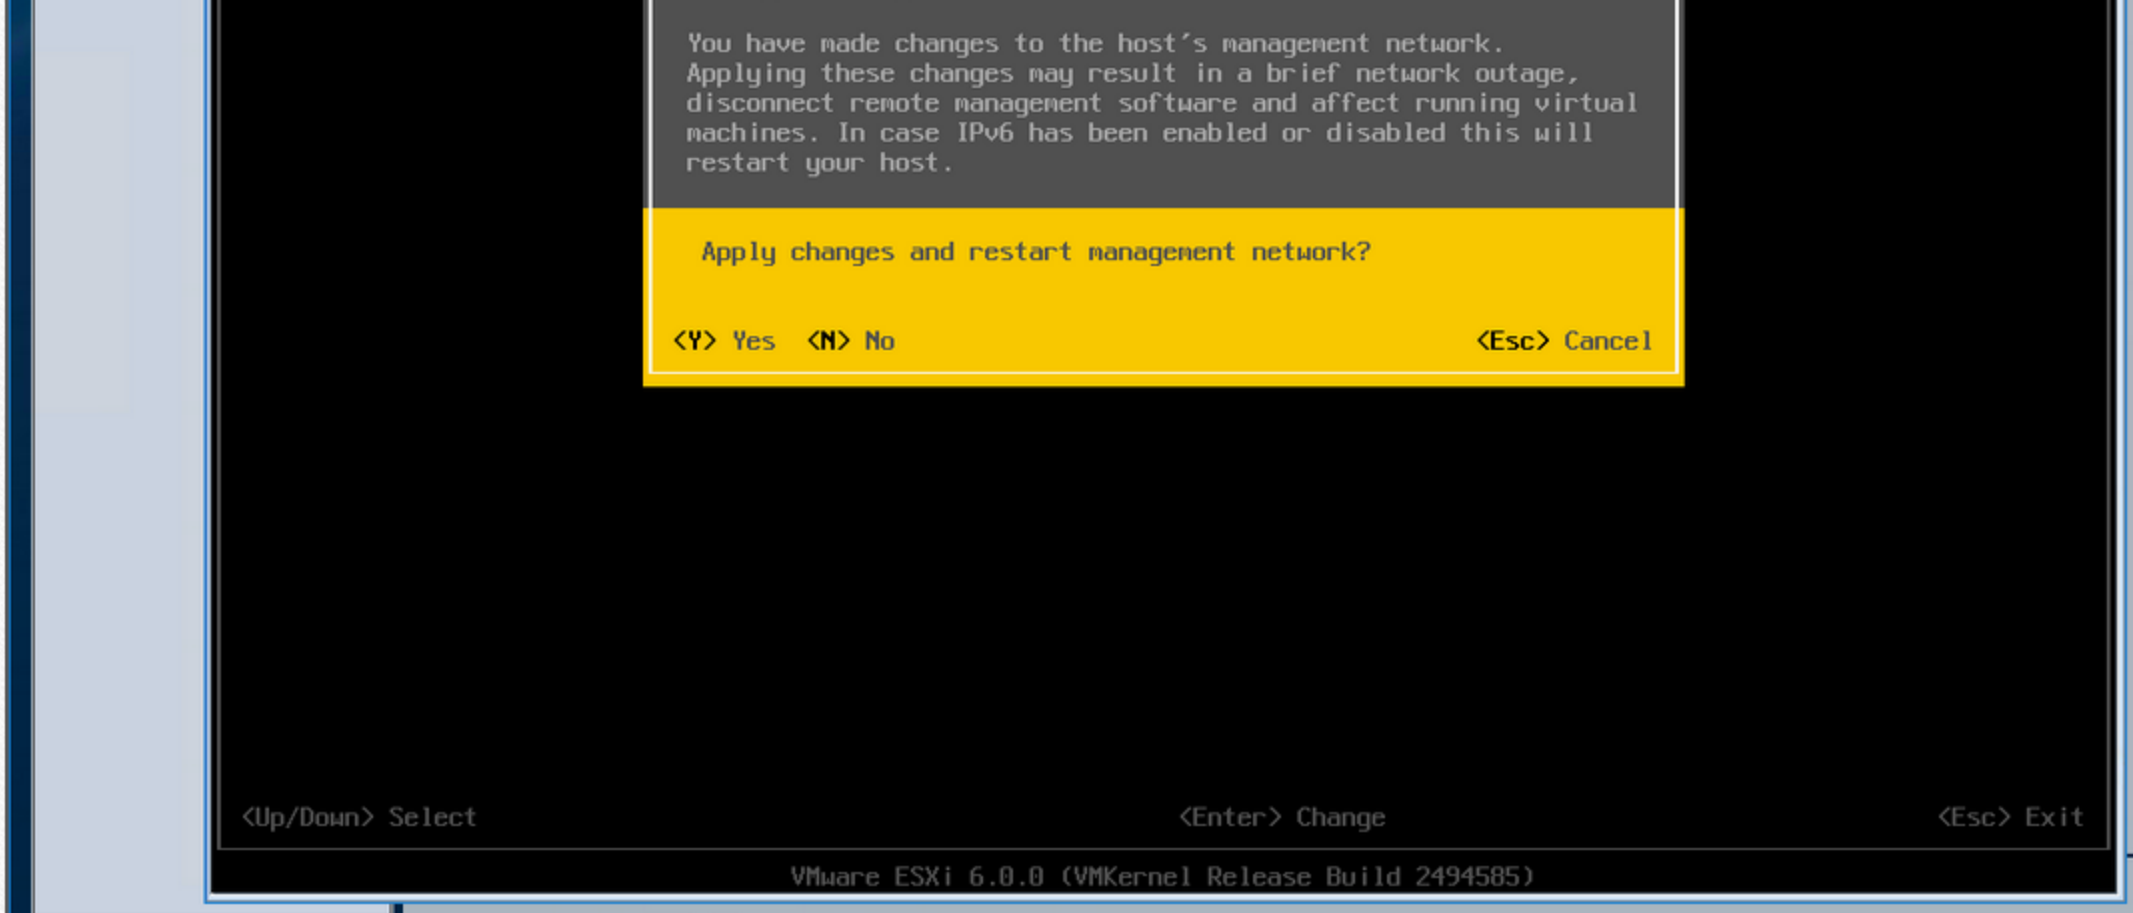 You have made changes to the host's management network.
Applying these changes may result in a brief network outage,
disconnect remote management software and affect running virtual
machines. In case IPv6 has been enabled or disabled this will
restart your host.
Apply changes and restart management network?
<Y> Yes <N> No <Esc> Cancel
<Up/Down> Select <Enter> Change <Esc> Exit
VMware ESXi 6.0.0 (VMKernel Release Build 2494585)